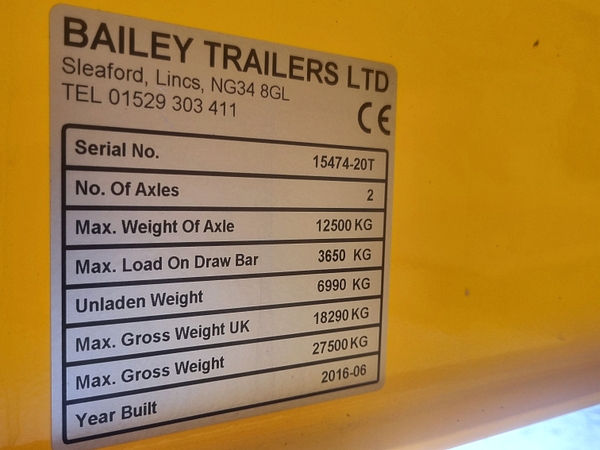 BAILEY TRAILERS LTD
Sleaford, Lincs, NG34 8GL
TEL 01529 303 411
CE
Serial No. 15474-20T
No. Of Axles 2
Max. Weight Of Axle 12500 KG
Max. Load On Draw Bar 3650 KG
Unladen Weight 6990 KG
Max. Gross Weight UK 18290 KG
Max. Gross Weight 27500 KG
Year Built 2016-06